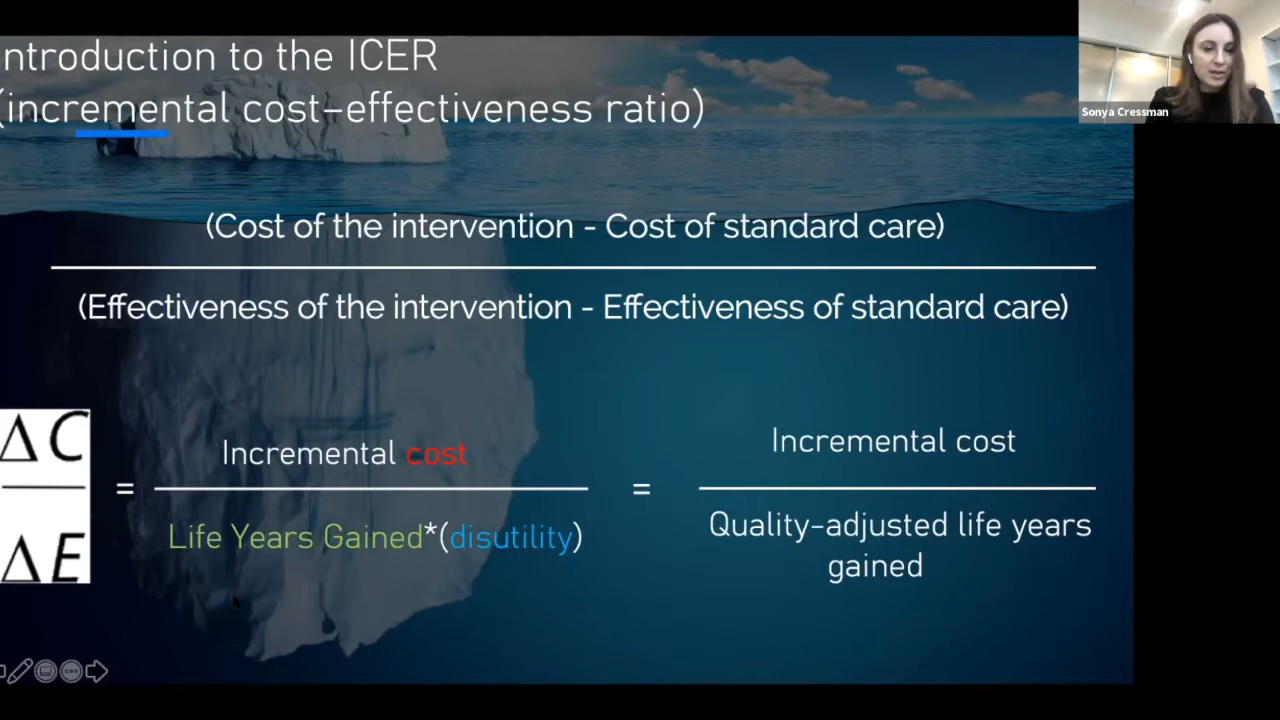 ntroduction to the ICER
(incremental cost-effectiveness ratio)
Sonya Cressman
(Cost of the intervention - Cost of standard care)
(Effectiveness of the intervention - Effectiveness of standard care)
ΔC
ΔE
=
Incremental cost
Life Years Gained*(disutility)
=
Incremental cost
Quality-adjusted life years
gained